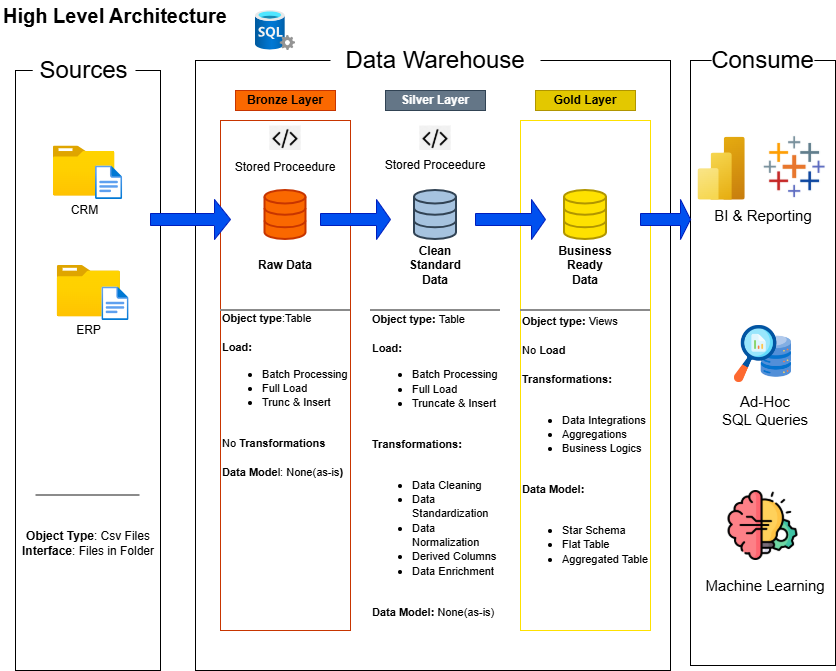 High Level Architecture
SQL
Sources
Data Warehouse
Consume
CRM
ERP
Object Type: Csv Files
Interface: Files in Folder
Bronze Layer
</>
Stored Proceedure
Raw Data
Object type:Table
Load:
• Batch Processing
• Full Load
• Trunc & Insert
No Transformations
Data Model: None(as-is)
Silver Layer
</>
Stored Proceedure
Clean
Standard
Data
Object type: Table
Load:
• Batch Processing
• Full Load
• Truncate & Insert
Transformations:
• Data Cleaning
• Data
Standardization
• Data
Normalization
• Derived Columns
• Data Enrichment
Data Model: None(as-is)
Gold Layer
Business
Ready
Data
Object type: Views
No Load
Transformations:
• Data Integrations
• Aggregations
• Business Logics
Data Model:
• Star Schema
• Flat Table
• Aggregated Table
BI & Reporting
Ad-Hoc
SQL Queries
Machine Learning